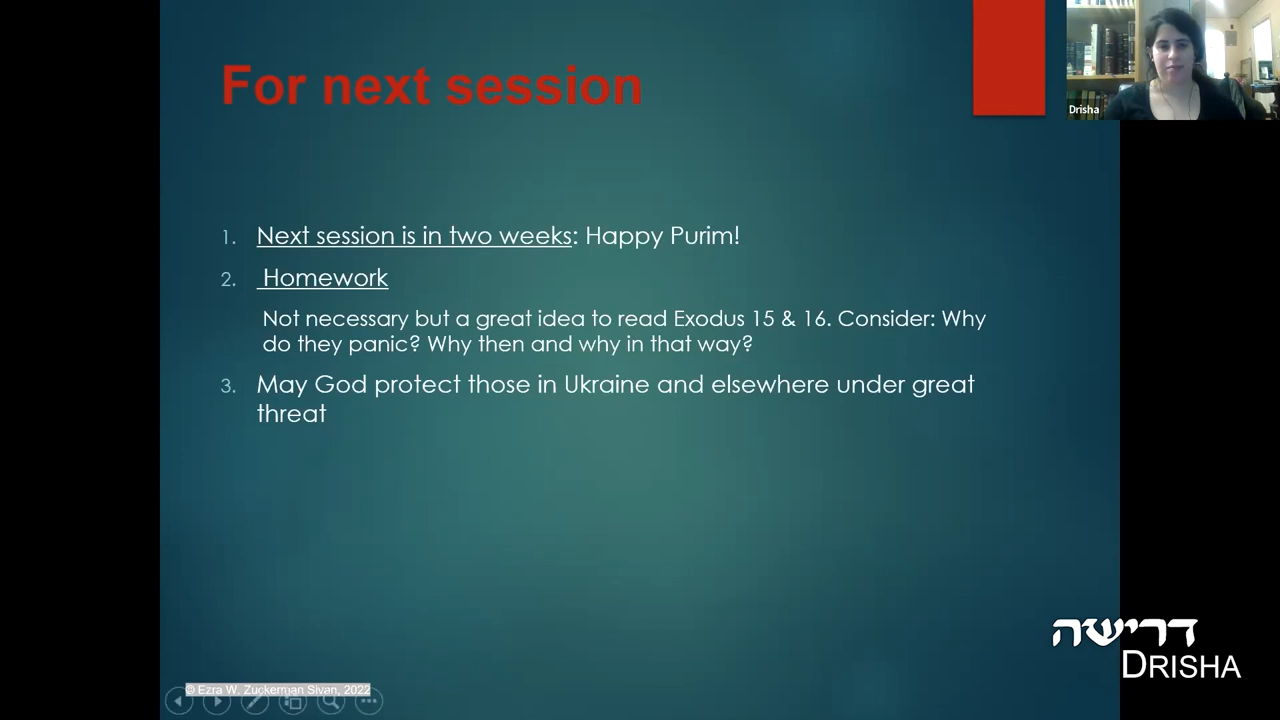 For next session
Drisha
1. Next session is in two weeks: Happy Purim!
2. Homework
Not necessary but a great idea to read Exodus 15 & 16. Consider: Why
do they panic? Why then and why in that way?
3. May God protect those in Ukraine and elsewhere under great
threat
דרישה
DRISHA
© Ezra W. Zuckerman Sivan, 2022